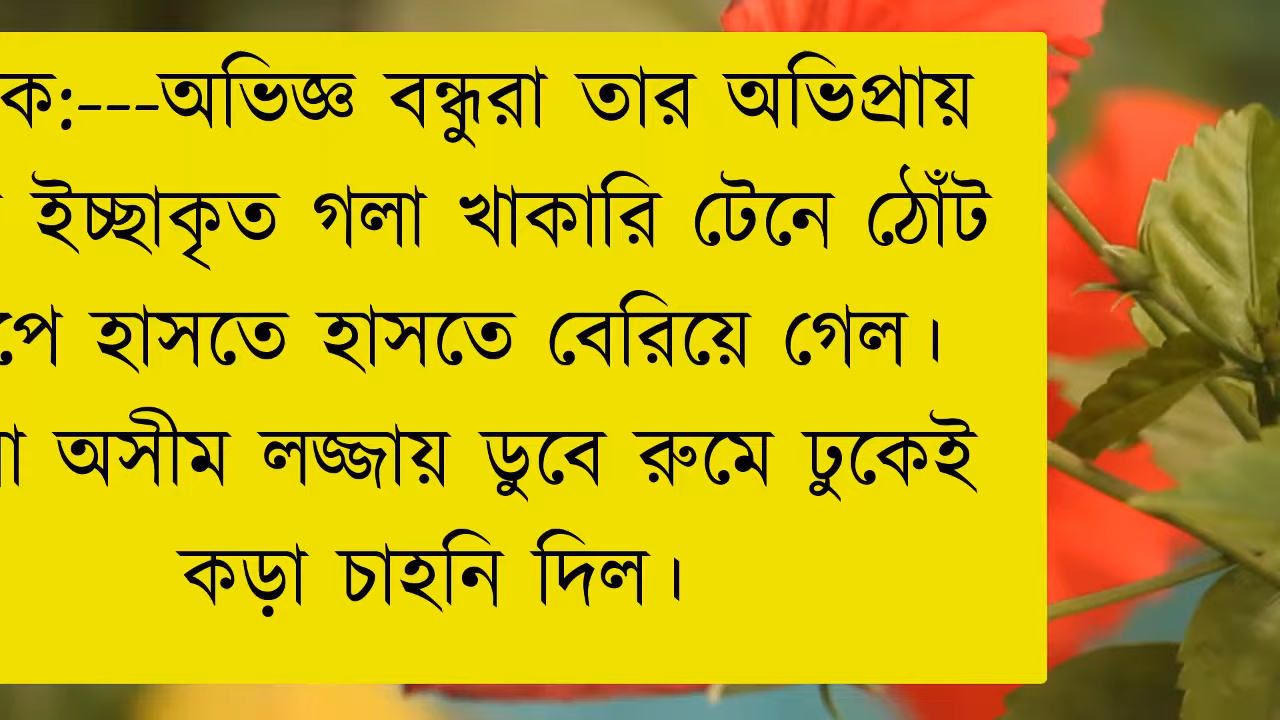 ক:---অভিজ্ঞ বন্ধুরা তার অভিপ্রায়
ইচ্ছাকৃত গলা খাকারি টেনে ঠোঁট
হাসতে হাসতে বেরিয়ে গেল।
অসীম লজ্জায় ডুবে রুমে ঢুকেই
কড়া চাহনি দিল।